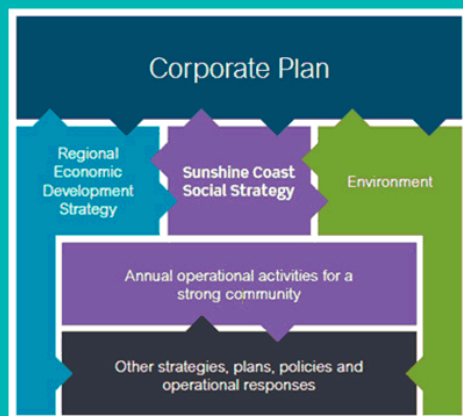 Corporate Plan
Regional
Economic
Development
Strategy
Sunshine Coast
Social Strategy
Environment
Annual operational activities for a
strong community
Other strategies, plans, policies and
operational responses